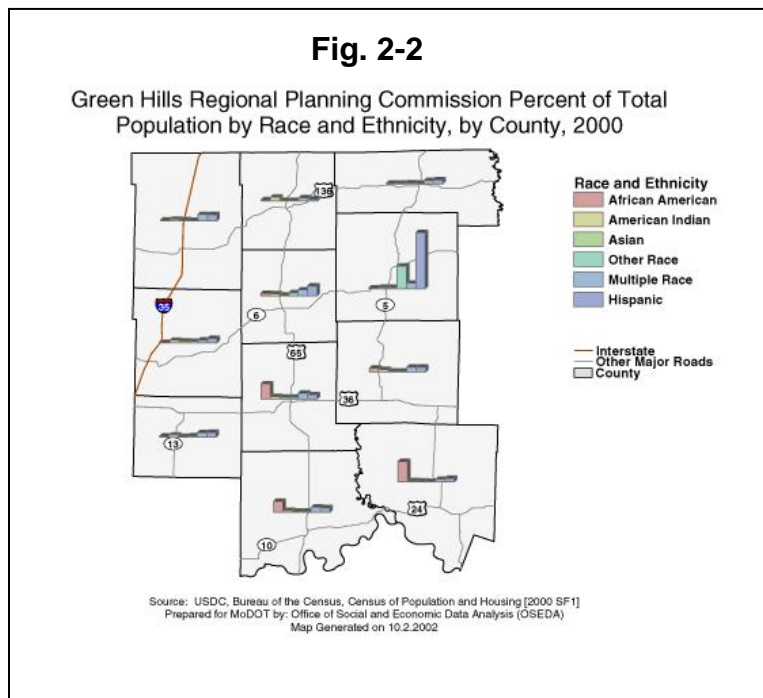 Fig. 2-2
Green Hills Regional Planning Commission Percent of Total
Population by Race and Ethnicity, by County, 2000
136
35
6
5
65
36
13
24
10
Race and Ethnicity
African American
American Indian
Asian
Other Race
Multiple Race
Hispanic
Interstate
Other Major Roads
County
Source: USDC, Bureau of the Census, Census of Population and Housing [2000 SF1]
Prepared for MoDOT by: Office of Social and Economic Data Analysis (OSEDA)
Map Generated on 10.2.2002